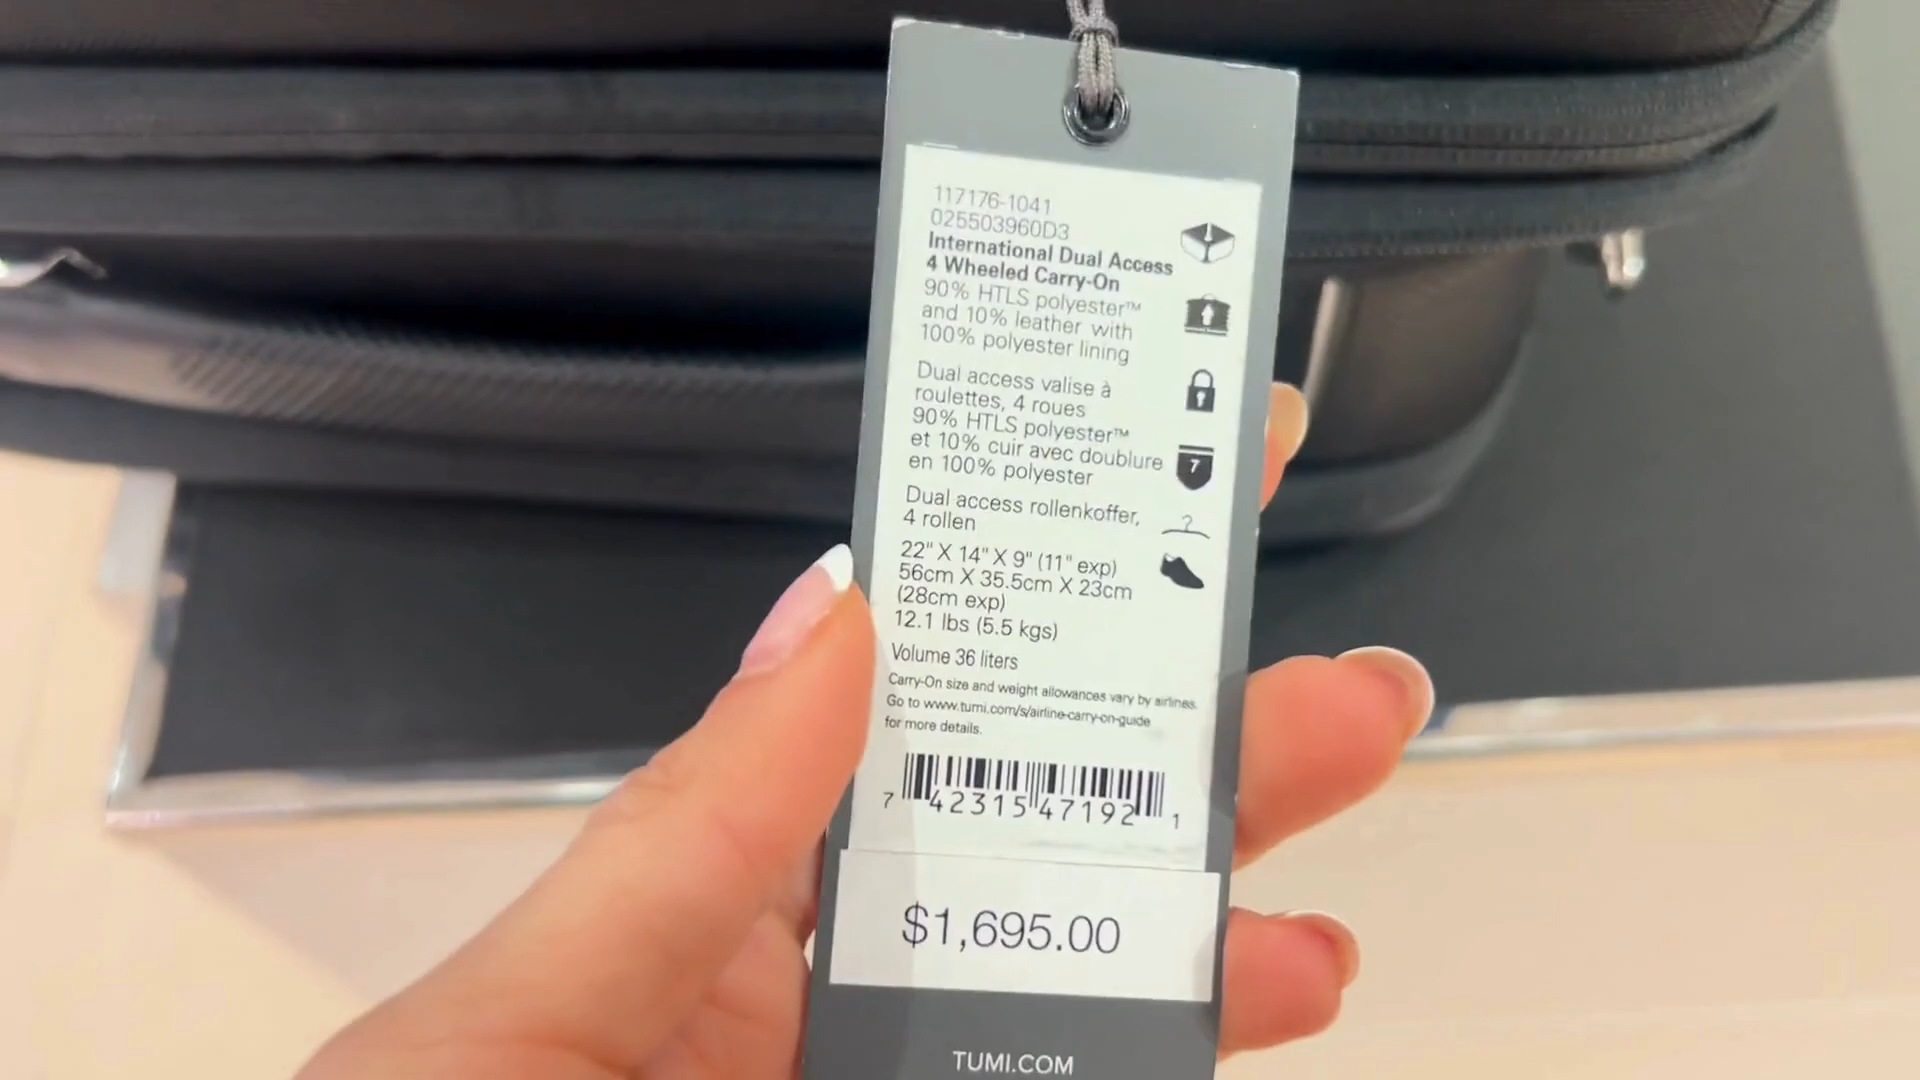 117176-1041
025503960D3
International Dual Access
4 Wheeled Carry-On
90% HTLS polyester™
and 10% leather with
100% polyester lining
Dual access valise à
roulettes, 4 roues
90% HTLS polyester™
et 10% cuir avec doublure
en 100% polyester
Dual access rollenkoffer,
4 rollen
22" X 14" X 9" (11" exp)
56cm X 35.5cm X 23cm
(28cm exp)
12.1 lbs (5.5 kgs)
Volume 36 liters
Carry-On size and weight allowances vary by airlines.
Go to www.tumi.com/s/airline-carry-on-guide
for more details.
7 42315 47192 1
$1,695.00
TUMI.COM
7